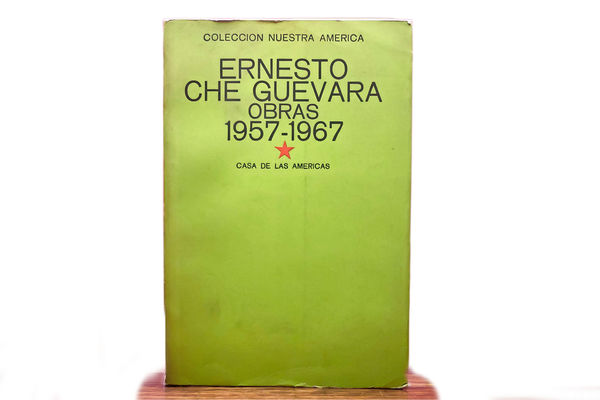 COLECCION NUESTRA AMERICA
ERNESTO
CHE GUEVARA
OBRAS
1957-1967
CASA DE LAS AMERICAS